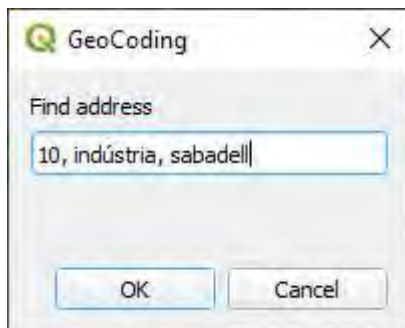 GeoCoding
Find address
10, indústria, sabadell
OK
Cancel